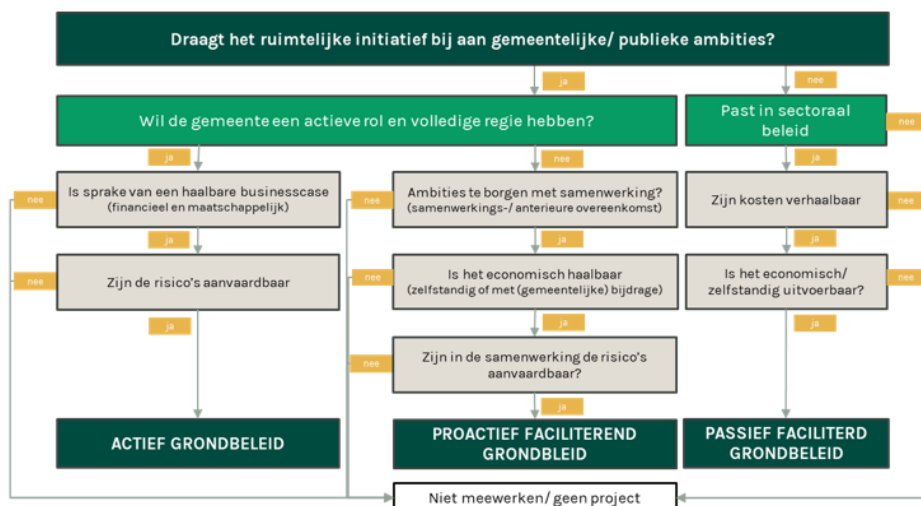 Draagt het ruimtelijke initiatief bij aan gemeentelijke/ publieke ambities?
ja
nee
Wil de gemeente een actieve rol en volledige regie hebben?
Past in sectoraal
beleid
nee
ja
nee
ja
nee
Is sprake van een haalbare businesscase
(financieel en maatschappelijk)
nee
Ambities te borgen met samenwerking?
(samenwerkings-/ anterieure overeenkomst)
Zijn kosten verhaalbaar
nee
ja
ja
ja
nee
Zijn de risico's aanvaardbaar
nee
Is het economisch haalbaar
(zelfstandig of met (gemeentelijke) bijdrage)
Is het economisch/
zelfstandig uitvoerbaar?
nee
ja
ja
ja
nee
Zijn in de samenwerking de risico's
aanvaardbaar?
ja
ACTIEF GRONDBELEID
PROACTIEF FACILITEREND
GRONDBLEID
PASSIEF FACILITERD
GRONDBELEID
Niet meewerken/ geen project